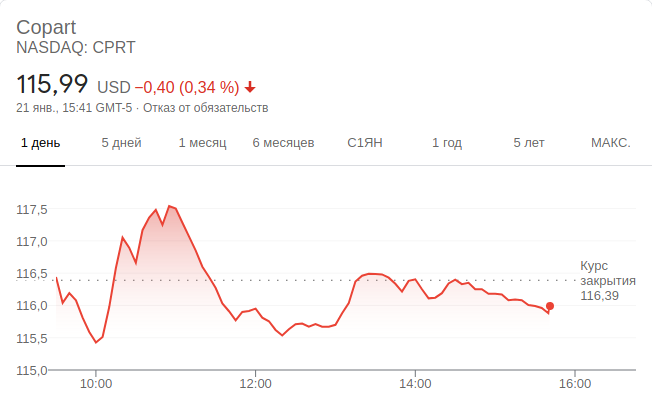 Copart
NASDAQ: CPRT
115,99 USD −0,40 (0,34 %)
21 янв., 15:41 GMT-5 · Отказ от обязательств
1 день 5 дней 1 месяц 6 месяцев С1ЯН 1 год 5 лет МАКС.
117,5
117,0
116,5
116,0
115,5
115,0
Курс
закрытия
116,39
10:00 12:00 14:00 16:00